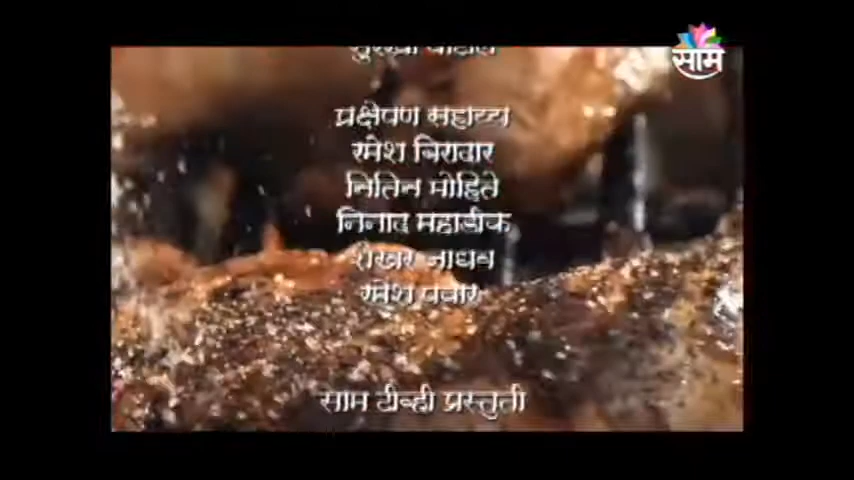 साम
प्रक्षेपण सहाय्य
रमेश बिरादार
नितिन मोहिते
निनाद महाडीक
शेखर जाधव
रमेश पवार
साम टीव्ही प्रस्तुती